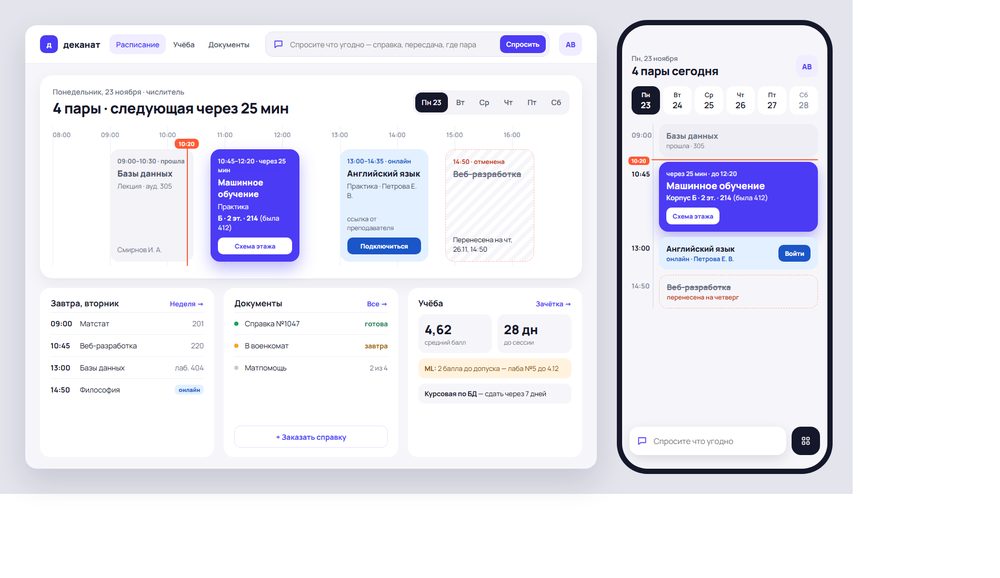 д деканат Расписание Учёба Документы Спросите что угодно — справка, пересдача, где пара Спросить АВ
Понедельник, 23 ноября · числитель
4 пары · следующая через 25 мин
Пн 23 Вт Ср Чт Пт Сб
08:00 09:00 10:00 11:00 12:00 13:00 14:00 15:00 16:00
10:20
09:00–10:30 · прошла
Базы данных
Лекция · ауд. 305
Смирнов И. А.
10:45–12:20 · через 25
мин
Машинное
обучение
Практика
Б · 2 эт. · 214 (была
412)
Схема этажа
13:00–14:35 · онлайн
Английский язык
Практика · Петрова Е.
В.
ссылка от
преподавателя
Подключиться
14:50 · отменена
Веб-разработка
Перенесена на чт,
26.11, 14:50
Завтра, вторник Неделя →
09:00 Матстат 201
10:45 Веб-разработка 220
13:00 Базы данных лаб. 404
14:50 Философия онлайн
Документы Все →
Справка №1047 готова
В военкомат завтра
Матпомощь 2 из 4
+ Заказать справку
Учёба Зачётка →
4,62
средний балл
28 дн
до сессии
ML: 2 балла до допуска — лаба №5 до 4.12
Курсовая по БД — сдать через 7 дней
Пн, 23 ноября
4 пары сегодня
АВ
Пн Вт Ср Чт Пт Сб
23 24 25 26 27 28
09:00 Базы данных
прошла · 305
10:20
10:45 через 25 мин · до 12:20
Машинное обучение
Корпус Б · 2 эт. · 214 (была 412)
Схема этажа
13:00 Английский язык
онлайн · Петрова Е. В.
Войти
14:50 Веб-разработка
перенесена на четверг
Спросите что угодно